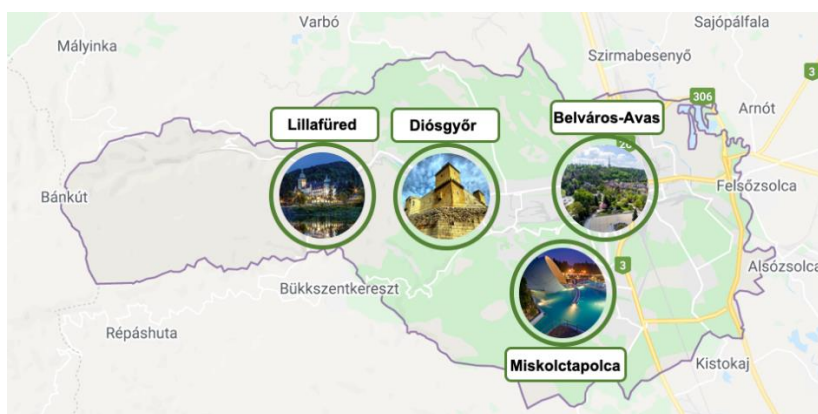 Varbó
Sajópálfala
Mályinka
Szirmabesenyő
3
306
Arnót
Lillafüred
Diósgyőr
Belváros-Avas
Felsőzsolca
Bánkút
Alsózsolca
3
Bükkszentkereszt
Répáshuta
Miskolctapolca
Kistokaj